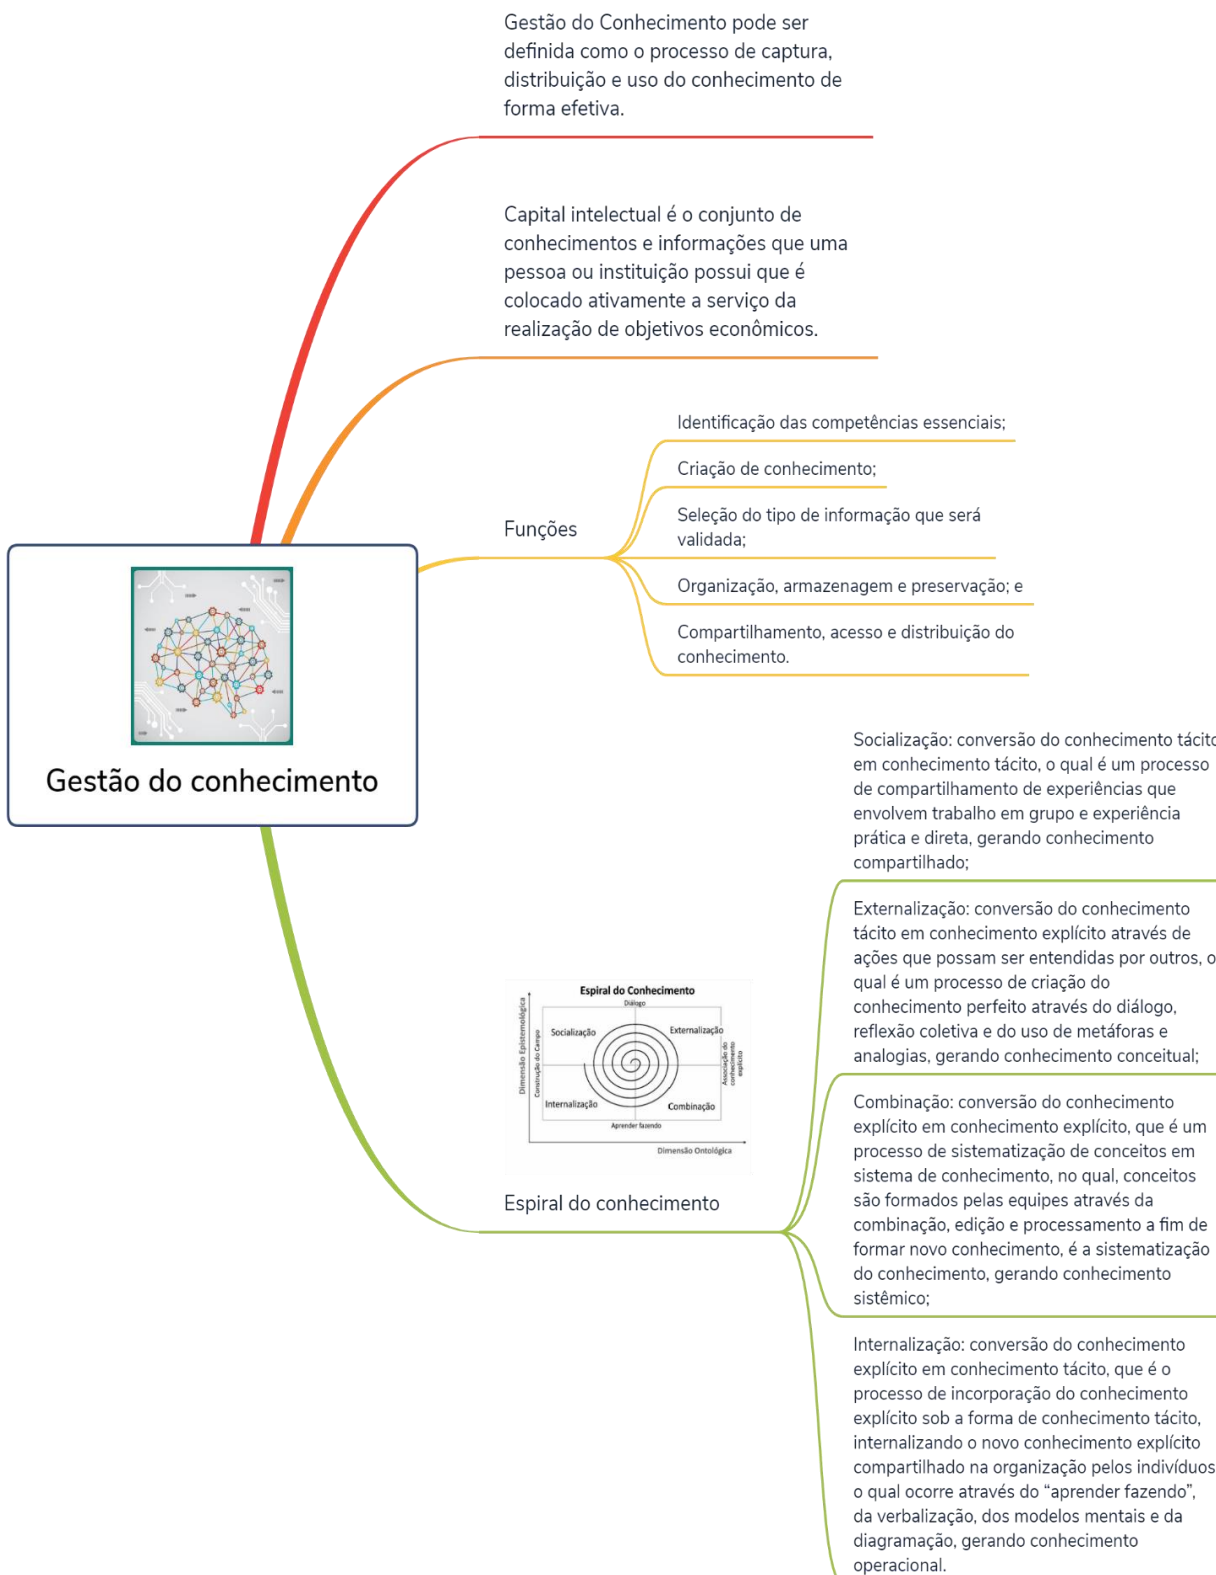 Gestão do Conhecimento pode ser
definida como o processo de captura,
distribuição e uso do conhecimento de
forma efetiva.
Capital intelectual é o conjunto de
conhecimentos e informações que uma
pessoa ou instituição possui que é
colocado ativamente a serviço da
realização de objetivos econômicos.
Funções
Identificação das competências essenciais;
Criação de conhecimento;
Seleção do tipo de informação que será
validada;
Organização, armazenagem e preservação; e
Compartilhamento, acesso e distribuição do
conhecimento.
Gestão do conhecimento
Espiral do Conhecimento
Diálogo
Dimensão Epistemológica
Construção do Campo
Socialização
Externalização
Associação do
conhecimento
explícito
Internalização
Combinação
Aprender fazendo
Dimensão Ontológica
Espiral do conhecimento
Socialização: conversão do conhecimento tácito
em conhecimento tácito, o qual é um processo
de compartilhamento de experiências que
envolvem trabalho em grupo e experiência
prática e direta, gerando conhecimento
compartilhado;
Externalização: conversão do conhecimento
tácito em conhecimento explícito através de
ações que possam ser entendidas por outros, o
qual é um processo de criação do
conhecimento perfeito através do diálogo,
reflexão coletiva e do uso de metáforas e
analogias, gerando conhecimento conceitual;
Combinação: conversão do conhecimento
explícito em conhecimento explícito, que é um
processo de sistematização de conceitos em
sistema de conhecimento, no qual, conceitos
são formados pelas equipes através da
combinação, edição e processamento a fim de
formar novo conhecimento, é a sistematização
do conhecimento, gerando conhecimento
sistêmico;
Internalização: conversão do conhecimento
explícito em conhecimento tácito, que é o
processo de incorporação do conhecimento
explícito sob a forma de conhecimento tácito,
internalizando o novo conhecimento explícito
compartilhado na organização pelos indivíduos
o qual ocorre através do “aprender fazendo”,
da verbalização, dos modelos mentais e da
diagramação, gerando conhecimento
operacional.